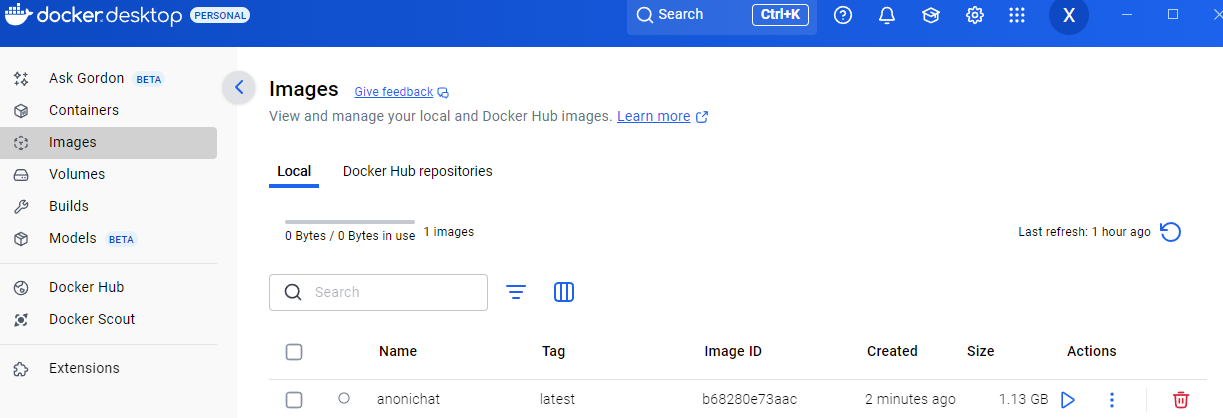 docker.desktop PERSONAL Search Ctrl+K X
Ask Gordon BETA
Containers
Images
Volumes
Builds
Models BETA
Docker Hub
Docker Scout
Extensions
Images Give feedback
View and manage your local and Docker Hub images. Learn more
Local Docker Hub repositories
0 Bytes / 0 Bytes in use 1 images Last refresh: 1 hour ago
Search
Name Tag Image ID Created Size Actions
anonichat latest b68280e73aac 2 minutes ago 1.13 GB